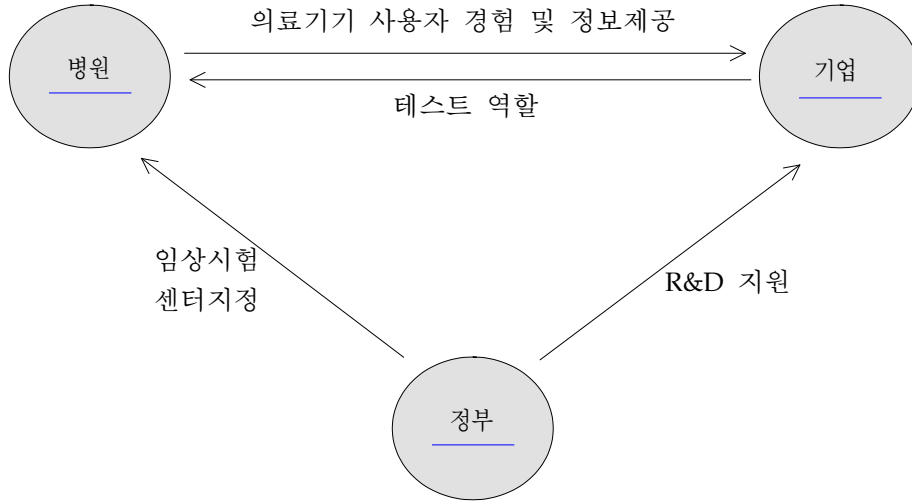 의료기기 사용자 경험 및 정보제공
병원
기업
테스트 역할
임상시험
센터지정
R&D 지원
정부